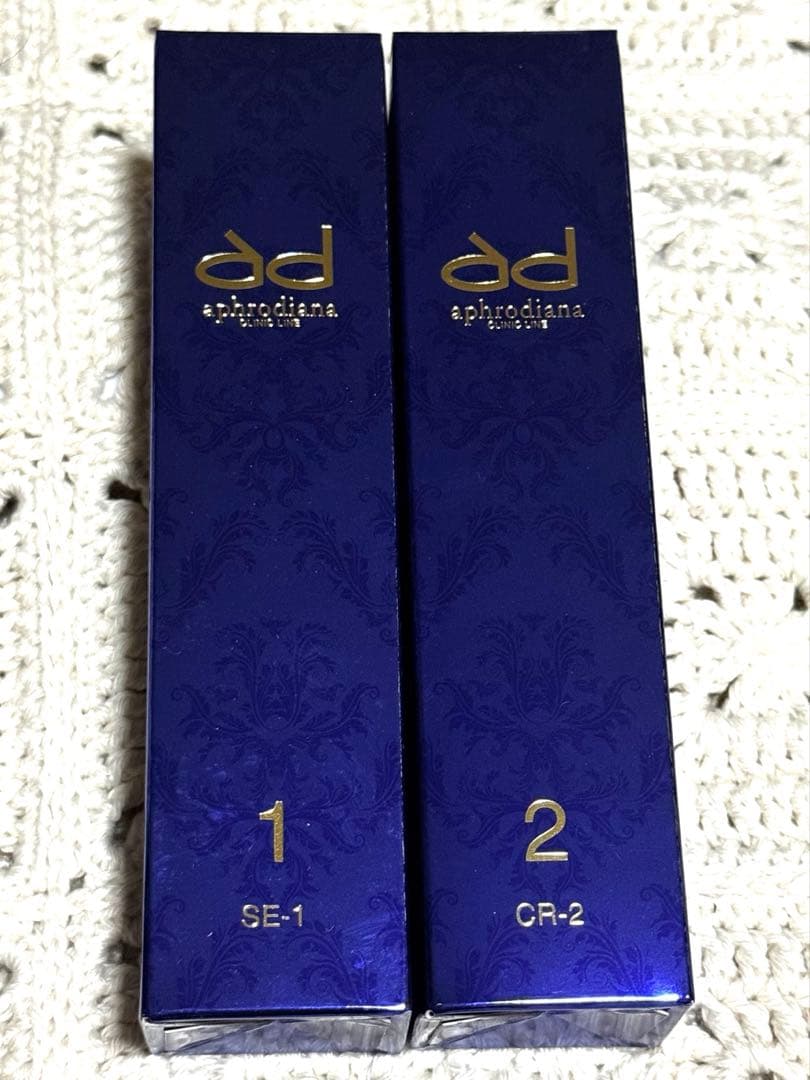 ad
aphrodiana
CLINIC LINE
1
SE-1
ad
aphrodiana
CLINIC LINE
2
CR-2